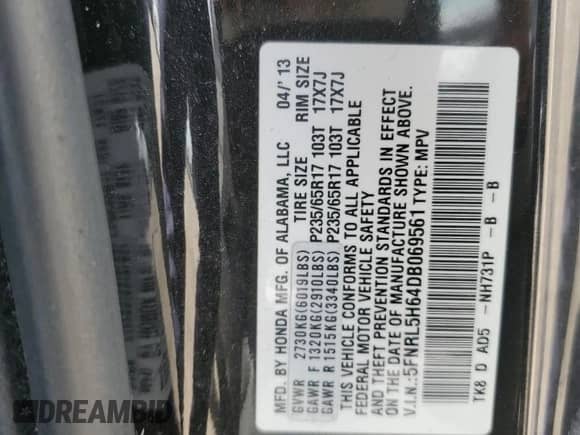 MFD. BY HONDA MFG. OF ALABAMA, LLC 04/'13
GVWR 2730KG(6019LBS) TIRE SIZE RIM SIZE
GAWR F 1320KG(2910LBS) P235/65R17 103T 17X7J
GAWR R 1515KG(3340LBS) P235/65R17 103T 17X7J
THIS VEHICLE CONFORMS TO ALL APPLICABLE
FEDERAL MOTOR VEHICLE SAFETY
AND THEFT PREVENTION STANDARDS IN EFFECT
ON THE DATE OF MANUFACTURE SHOWN ABOVE.
V.I.N.: 5FNRL5H64DB069561 TYPE: MPV
TK8 D AD5 -NH731P -B -B
DREAMBID